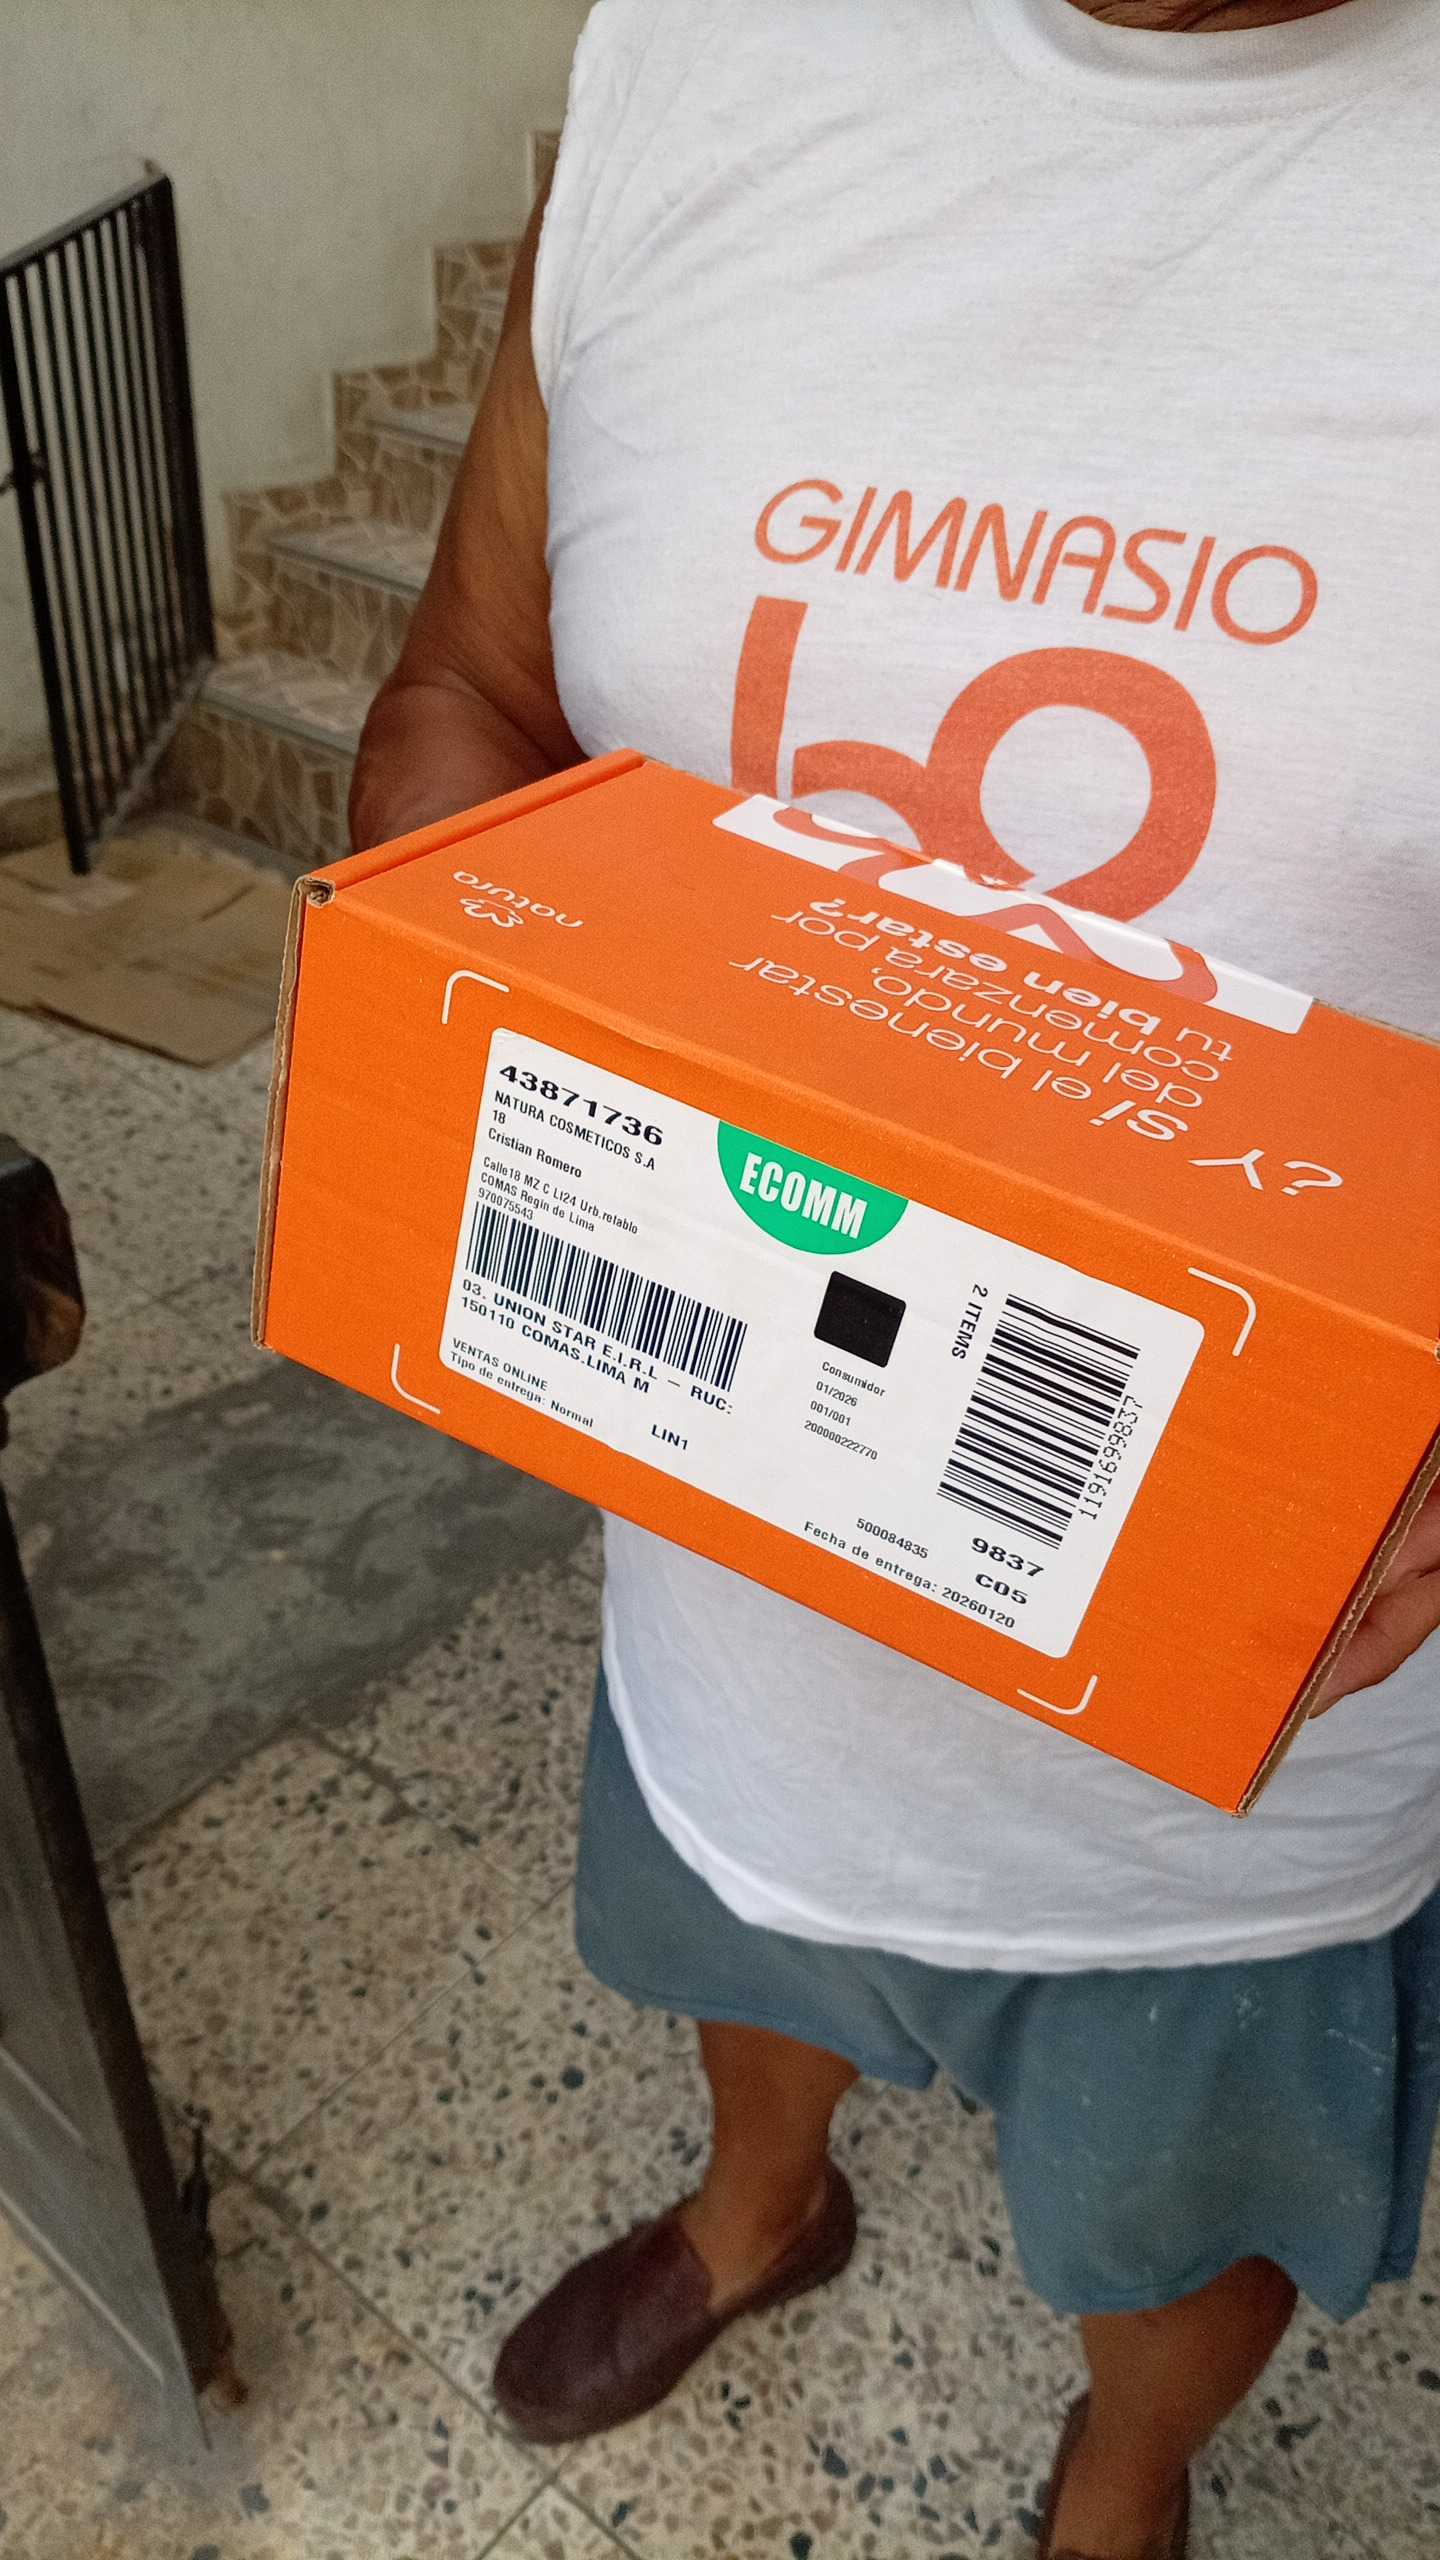 GIMNASIO
natura
¿Y si el bienestar
del mundo,
comenzara por
tu bien estar?
43871736
NATURA COSMETICOS S.A
18
Cristian Romero
Calle18 MZ C Lt24 Urb.retablo
COMAS Regin de Lima
970075543
03. UNION STAR E.I.R.L - RUC:
150110 COMAS.LIMA M
VENTAS ONLINE
Tipo de entrega: Normal
LIN1
ECOMM
Consumidor
01/2026
001/001
200000222770
2 ITEMS
1191699837
500084835
9837
C05
Fecha de entrega: 20260120